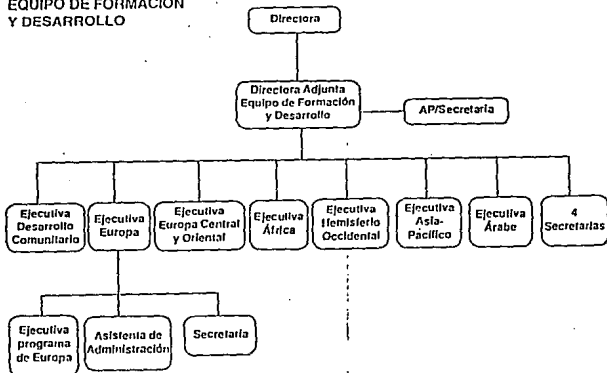 EQUIPO DE FORMACIÓN
Y DESARROLLO
Directora
Directora Adjunta
Equipo de Formación
y Desarrollo
AP/Secretaria
Ejecutiva
Desarrollo
Comunitario
Ejecutiva
Europa
Ejecutiva
Europa Central
y Oriental
Ejecutiva
África
Ejecutiva
Hemisferio
Occidental
Ejecutiva
Asia-
Pacífico
Ejecutiva
Árabe
4
Secretarias
Ejecutiva
programa
de Europa
Asistenta de
Administración
Secretaria